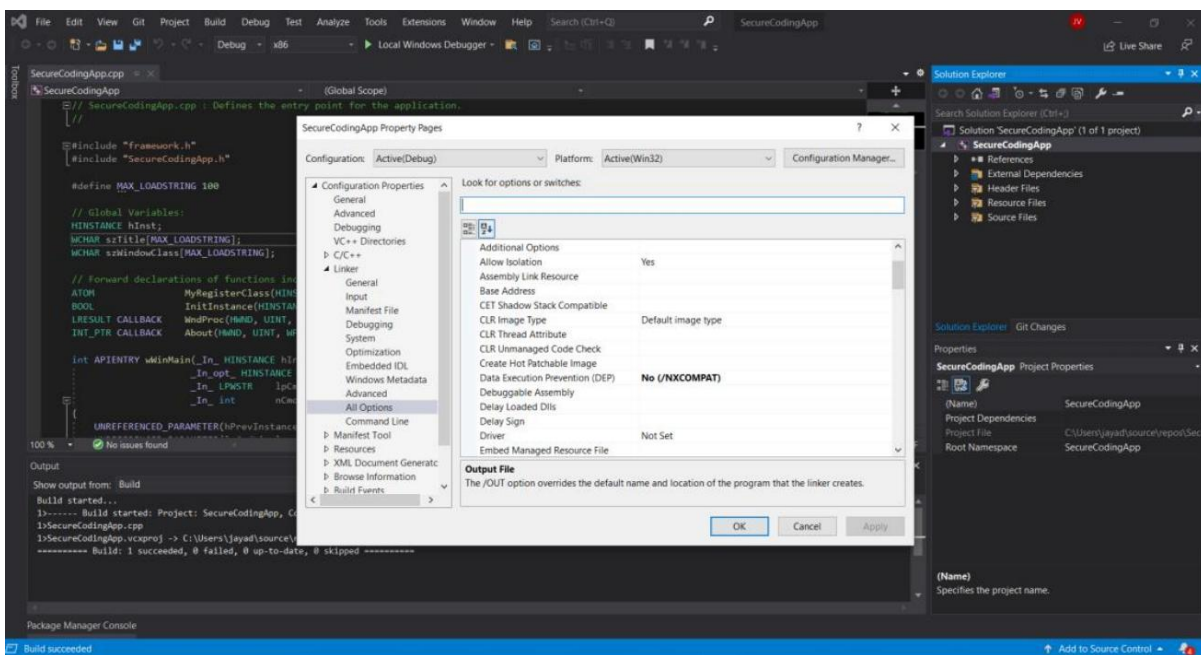 File Edit View Git Project Build Debug Test Analyze Tools Extensions Window Help Search (Ctrl+Q) SecureCodingApp JV
Debug x86 Local Windows Debugger Live Share
Toolbox
SecureCodingApp.cpp
SecureCodingApp (Global Scope)
// SecureCodingApp.cpp : Defines the entry point for the application.
//
#include "framework.h"
#include "SecureCodingApp.h"
#define MAX_LOADSTRING 100
// Global Variables:
HINSTANCE hInst;
WCHAR szTitle[MAX_LOADSTRING];
WCHAR szWindowClass[MAX_LOADSTRING];
// Forward declarations of functions inc
ATOM MyRegisterClass(HINS
BOOL InitInstance(HINSTAN
LRESULT CALLBACK WndProc(HWND, UINT,
INT_PTR CALLBACK About(HWND, UINT, WP
int APIENTRY wWinMain(_In_ HINSTANCE hIn
_In_opt_ HINSTANCE
_In_ LPWSTR lpCm
_In_ int nCmd
{
UNREFERENCED_PARAMETER(hPrevInstance
100 % No issues found
SecureCodingApp Property Pages ? ×
Configuration: Active(Debug) Platform: Active(Win32) Configuration Manager...
Configuration Properties
General
Advanced
Debugging
VC++ Directories
C/C++
Linker
General
Input
Manifest File
Debugging
System
Optimization
Embedded IDL
Windows Metadata
Advanced
All Options
Command Line
Manifest Tool
Resources
XML Document Generatc
Browse Information
Build Events
Look for options or switches:
Additional Options
Allow Isolation Yes
Assembly Link Resource
Base Address
CET Shadow Stack Compatible
CLR Image Type Default image type
CLR Thread Attribute
CLR Unmanaged Code Check
Create Hot Patchable Image
Data Execution Prevention (DEP) No (/NXCOMPAT)
Debuggable Assembly
Delay Loaded Dlls
Delay Sign
Driver Not Set
Embed Managed Resource File
Output File
The /OUT option overrides the default name and location of the program that the linker creates.
OK Cancel Apply
Output
Show output from: Build
Build started...
1>------ Build started: Project: SecureCodingApp, Co
1>SecureCodingApp.cpp
1>SecureCodingApp.vcxproj -> C:\Users\jayad\source\r
========== Build: 1 succeeded, 0 failed, 0 up-to-date, 0 skipped ==========
Package Manager Console
Solution Explorer
Search Solution Explorer (Ctrl+;)
Solution 'SecureCodingApp' (1 of 1 project)
SecureCodingApp
References
External Dependencies
Header Files
Resource Files
Source Files
Solution Explorer Git Changes
Properties
SecureCodingApp Project Properties
(Name) SecureCodingApp
Project Dependencies
Project File C:\Users\jayad\source\repos\Sec
Root Namespace SecureCodingApp
(Name)
Specifies the project name.
Build succeeded Add to Source Control